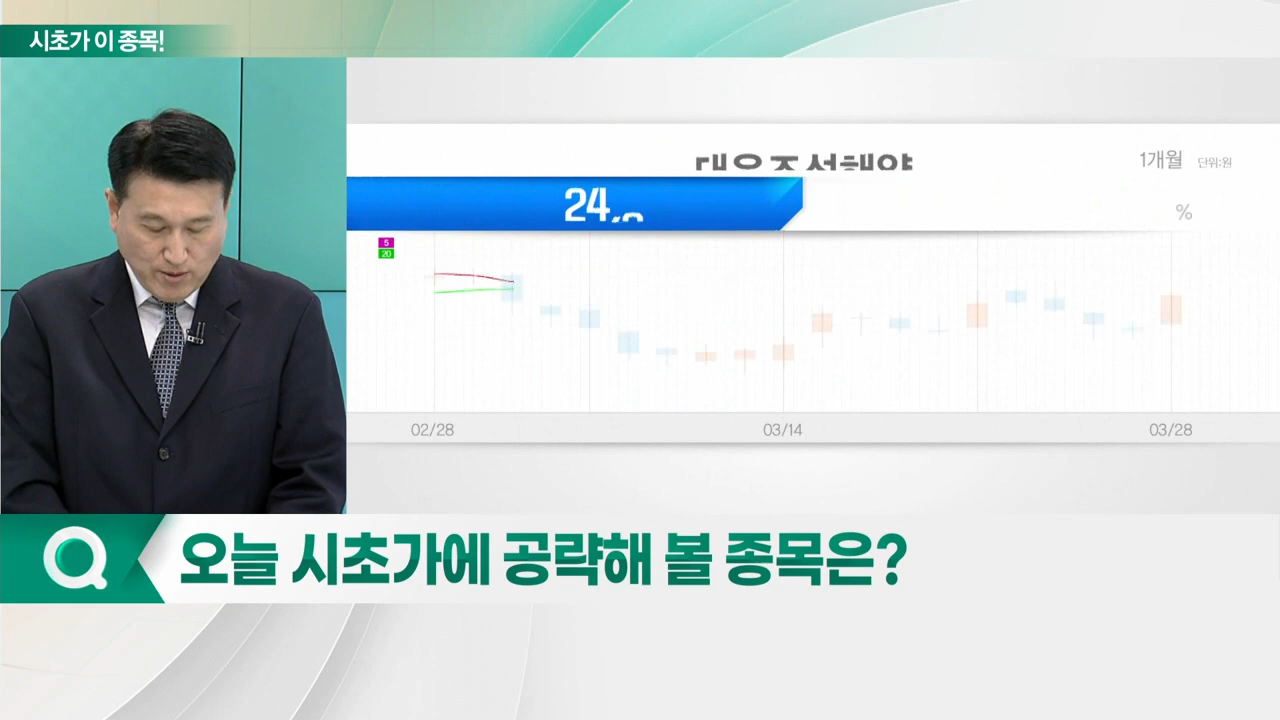 시초가 이 종목!
1개월 단위:원
24
%
5
20
02/28 03/14 03/28
오늘 시초가에 공략해 볼 종목은?